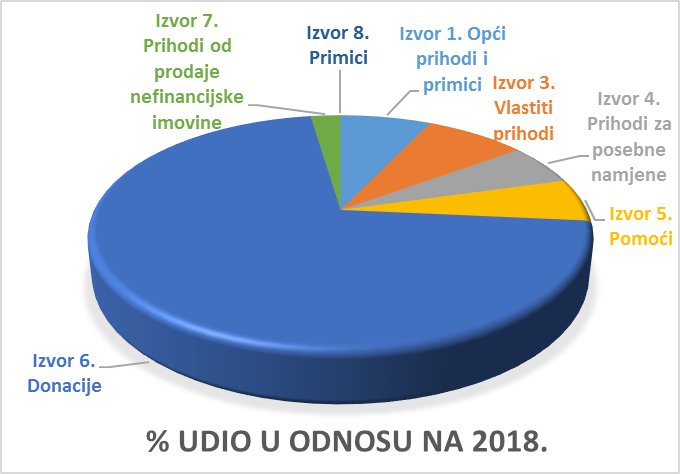 Izvor 7.
Prihodi od
prodaje
nefinancijske
imovine
Izvor 8.
Primici
Izvor 1. Opći
prihodi i
primici
Izvor 3.
Vlastiti
prihodi
Izvor 4.
Prihodi za
posebne
namjene
Izvor 5.
Pomoći
Izvor 6.
Donacije
% UDIO U ODNOSU NA 2018.